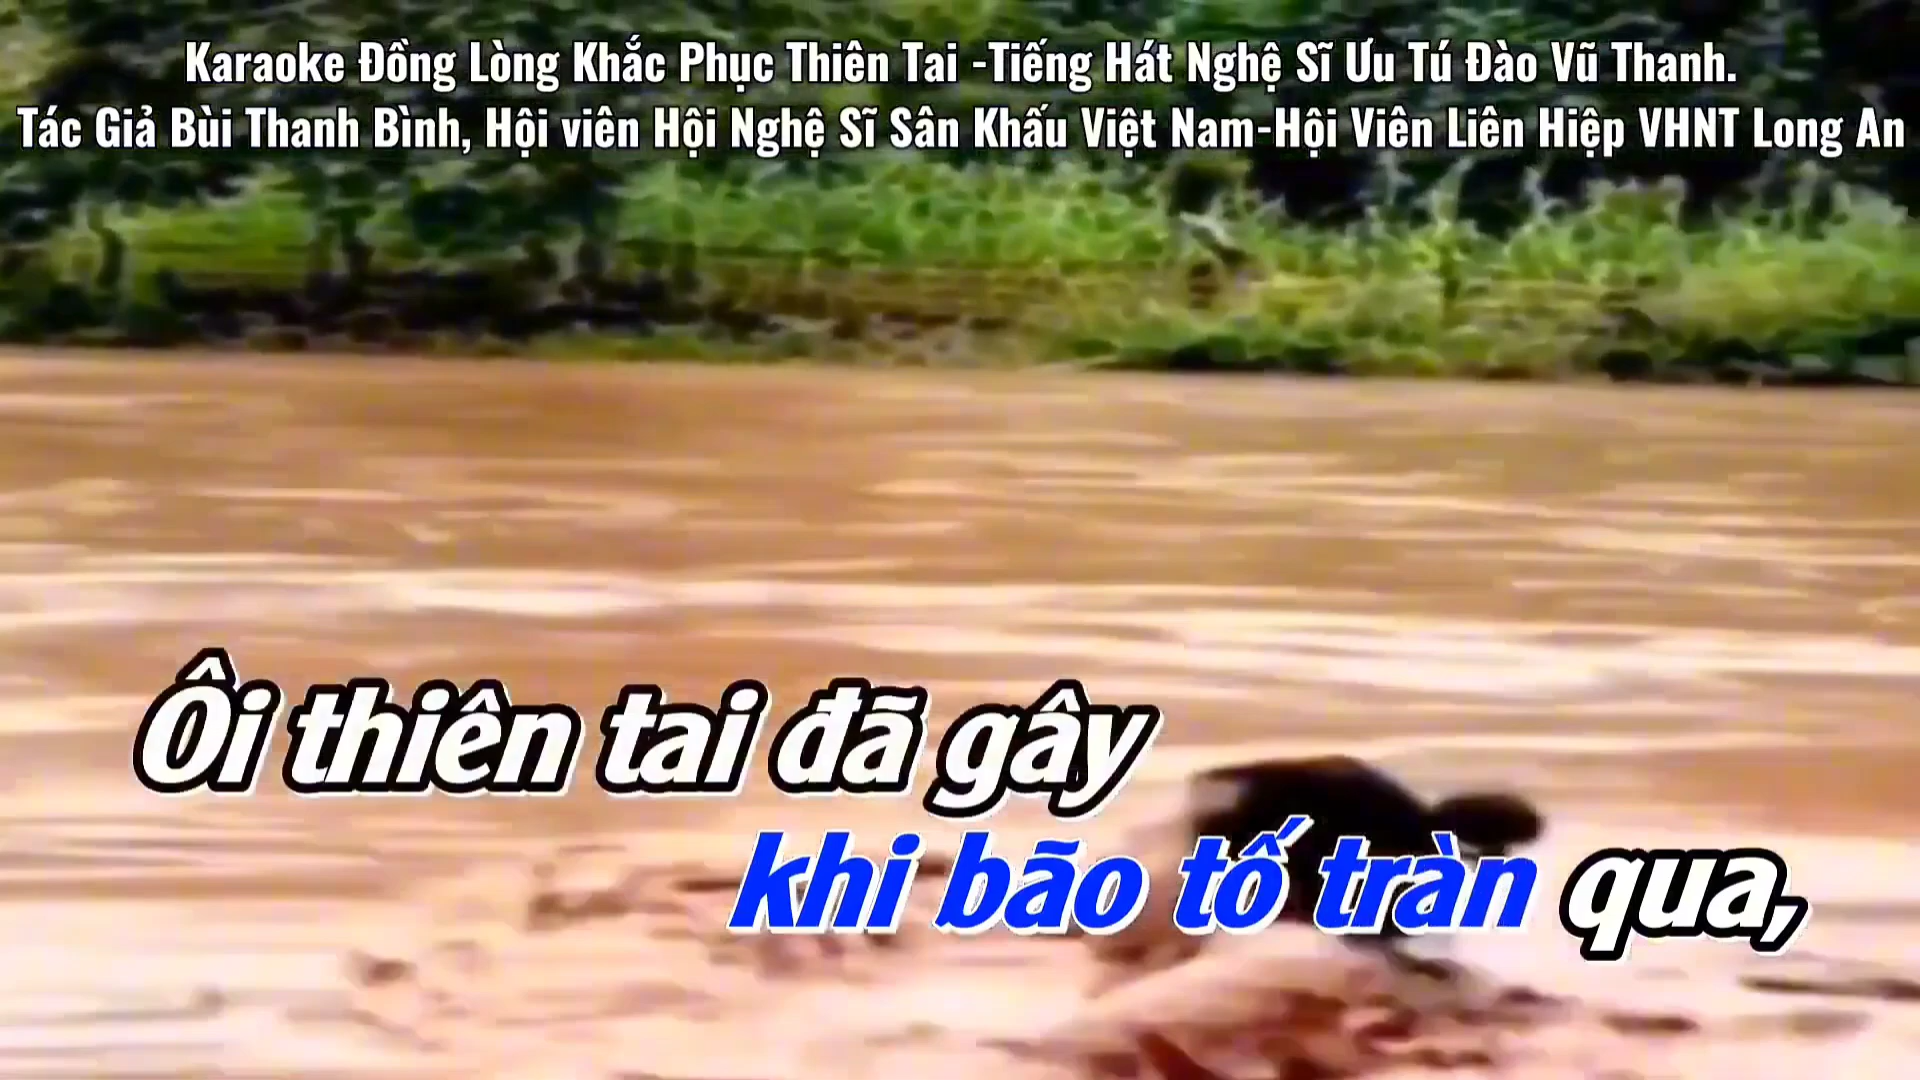 Karaoke Đồng Lòng Khắc Phục Thiên Tai -Tiếng Hát Nghệ Sĩ Ưu Tú Đào Vũ Thanh.
Tác Giả Bùi Thanh Bình, Hội viên Hội Nghệ Sĩ Sân Khấu Việt Nam-Hội Viên Liên Hiệp VHNT Long An
Ôi thiên tai đã gây
khi bão tố tràn qua,